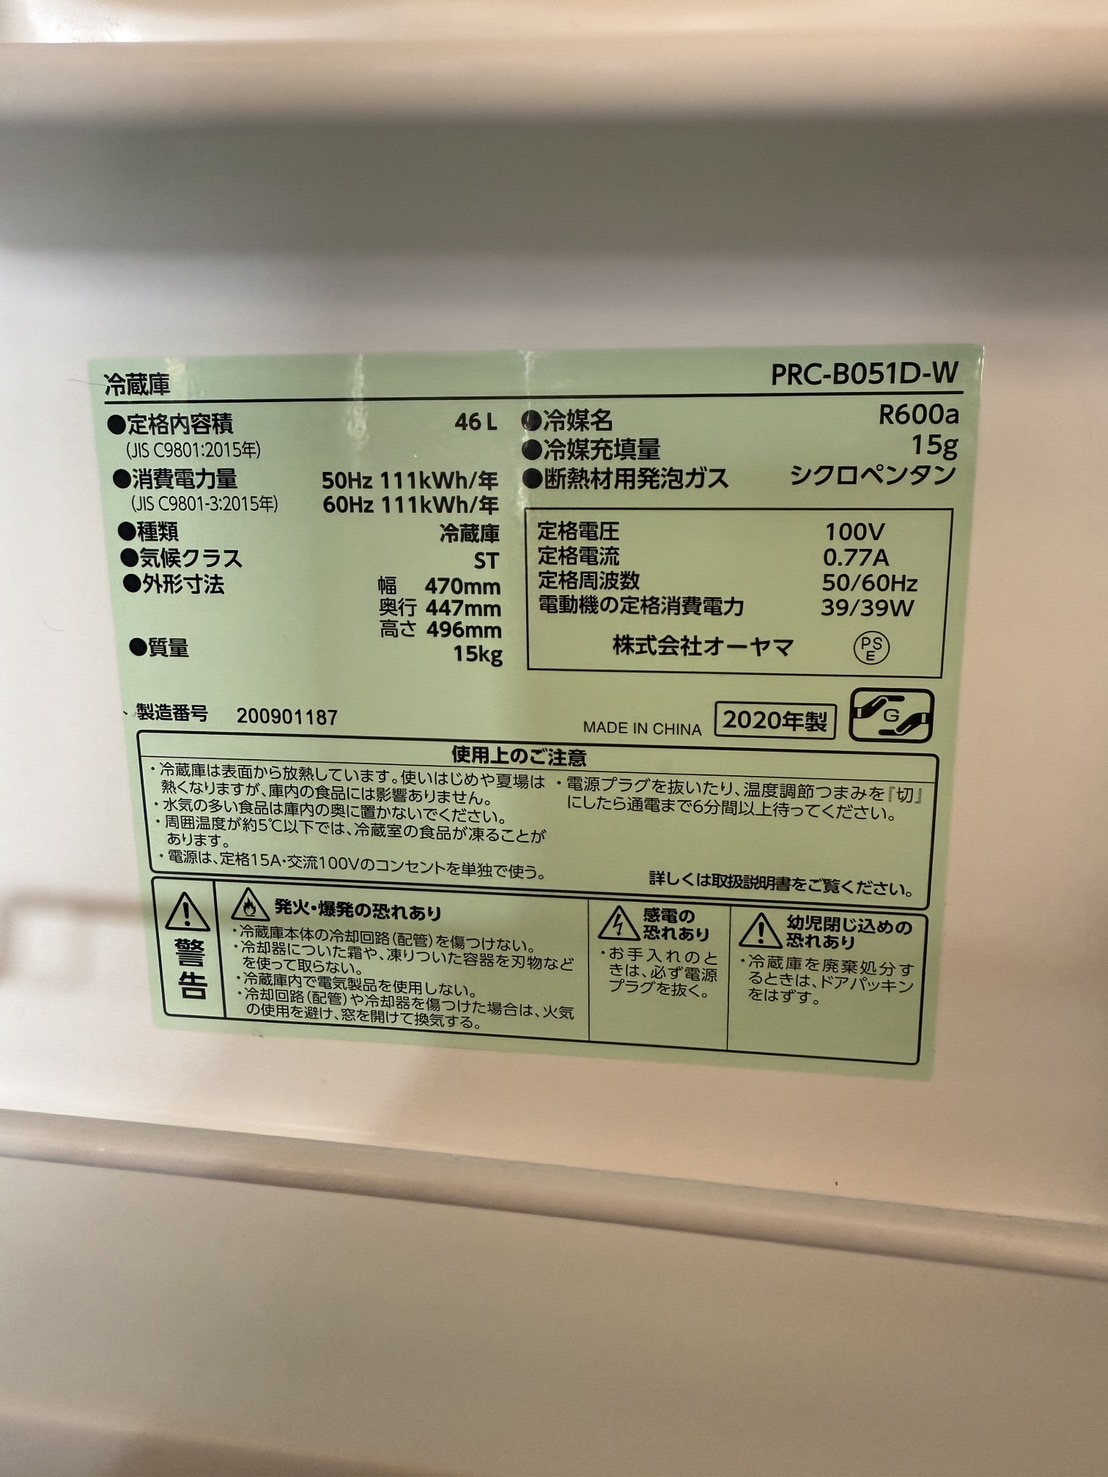 冷蔵庫 PRC-B051D-W
●定格内容積 46L
(JIS C9801:2015年)
●消費電力量 50Hz 111kWh/年
(JIS C9801-3:2015年) 60Hz 111kWh/年
●種類 冷蔵庫
●気候クラス ST
●外形寸法 幅 470mm
奥行 447mm
高さ 496mm
●質量 15kg
●冷媒名 R600a
●冷媒充填量 15g
●断熱材用発泡ガス シクロペンタン
定格電圧 100V
定格電流 0.77A
定格周波数 50/60Hz
電動機の定格消費電力 39/39W
株式会社オーヤマ PSE
製造番号 200901187
MADE IN CHINA 2020年製 G
使用上のご注意
・冷蔵庫は表面から放熱しています。使いはじめや夏場は
熱くなりますが、庫内の食品には影響ありません。
・水気の多い食品は庫内の奥に置かないでください。
・周囲温度が約5℃以下では、冷蔵室の食品が凍ることが
あります。
・電源は、定格15A・交流100Vのコンセントを単独で使う。
・電源プラグを抜いたり、温度調節つまみを『切』
にしたら通電まで6分間以上待ってください。
詳しくは取扱説明書をご覧ください。
警告
発火・爆発の恐れあり
・冷蔵庫本体の冷却回路(配管)を傷つけない。
・冷却器についた霜や、凍りついた容器を刃物など
を使って取らない。
・冷蔵庫内で電気製品を使用しない。
・冷却回路(配管)や冷却器を傷つけた場合は、火気
の使用を避け、窓を開けて換気する。
感電の
恐れあり
・お手入れのと
きは、必ず電源
プラグを抜く。
幼児閉じ込めの
恐れあり
・冷蔵庫を廃棄処分す
るときは、ドアパッキン
をはずす。